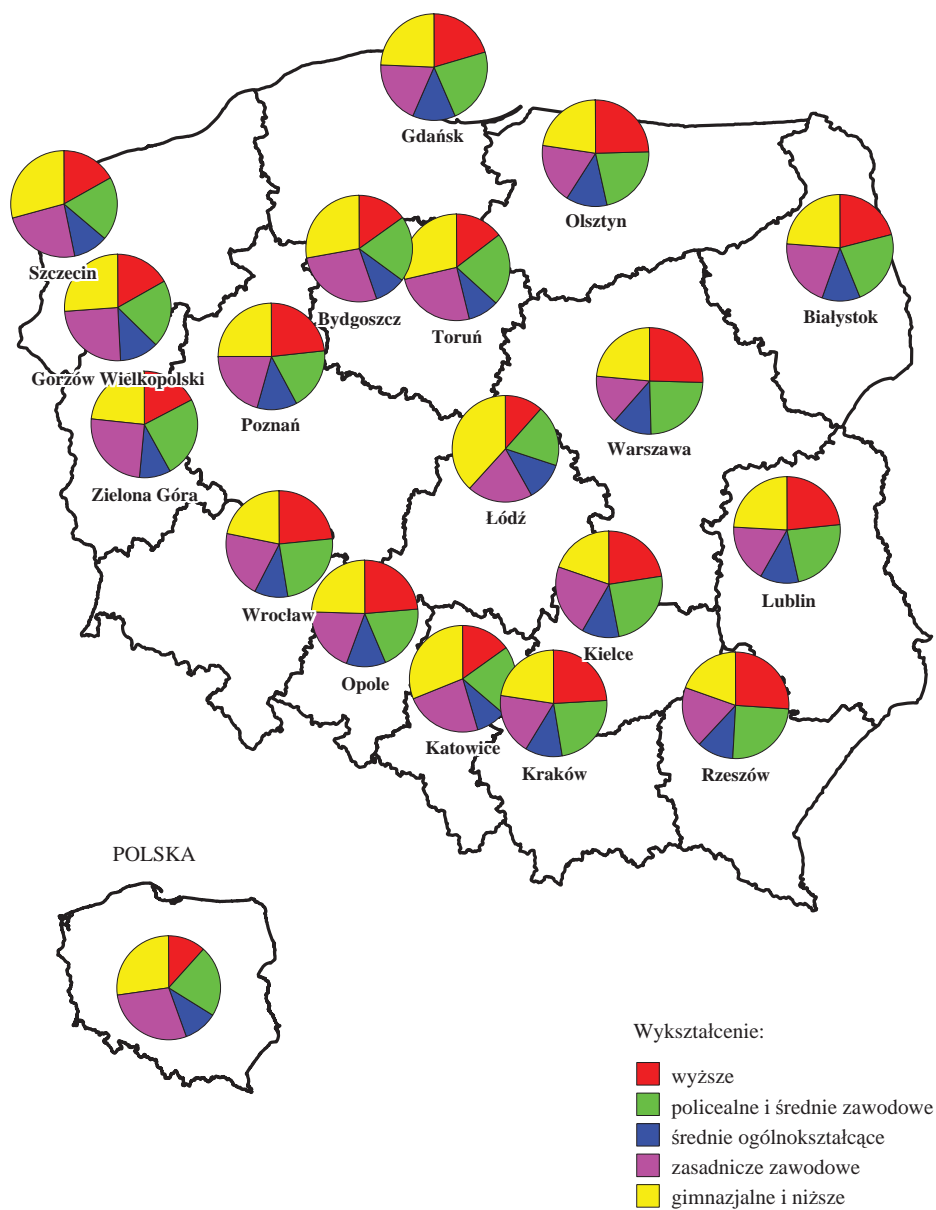 Gdańsk
Olsztyn
Szczecin
Bydgoszcz
Toruń
Białystok
Gorzów Wielkopolski
Poznań
Warszawa
Zielona Góra
Łódź
Wrocław
Lublin
Kielce
Opole
Katowice
Kraków
Rzeszów
POLSKA
Wykształcenie:
wyższe
policealne i średnie zawodowe
średnie ogólnokształcące
zasadnicze zawodowe
gimnazjalne i niższe